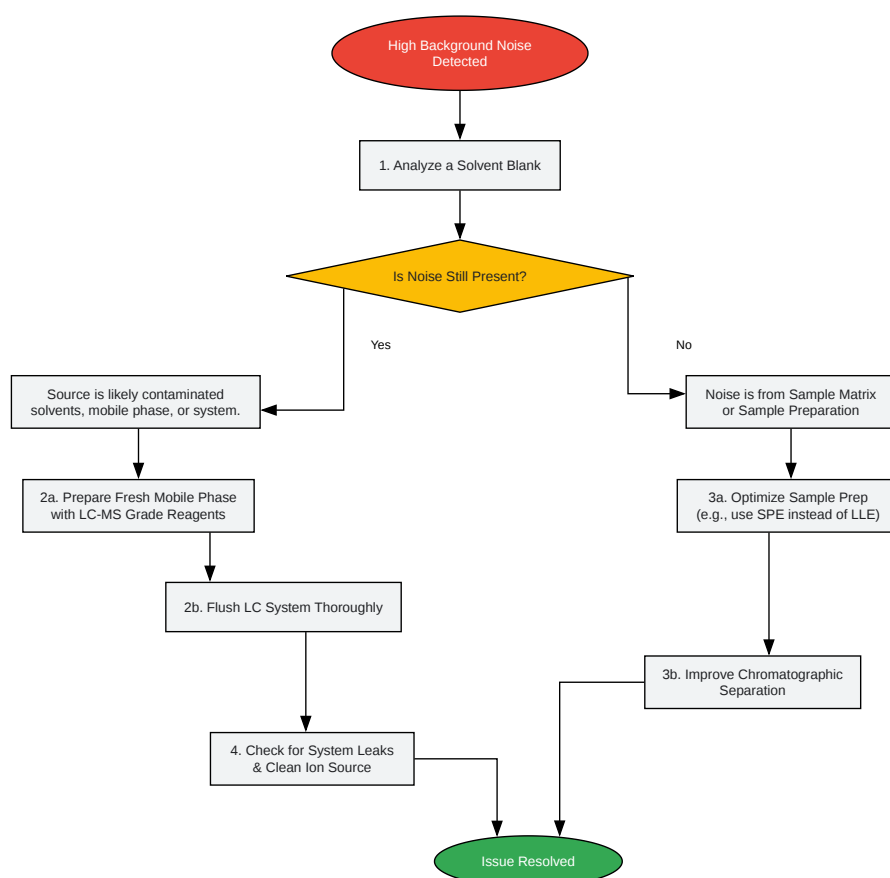 High Background Noise
Detected
1. Analyze a Solvent Blank
Is Noise Still Present?
Yes
No
Source is likely contaminated
solvents, mobile phase, or system.
Noise is from Sample Matrix
or Sample Preparation
2a. Prepare Fresh Mobile Phase
with LC-MS Grade Reagents
3a. Optimize Sample Prep
(e.g., use SPE instead of LLE)
2b. Flush LC System Thoroughly
3b. Improve Chromatographic
Separation
4. Check for System Leaks
& Clean Ion Source
Issue Resolved